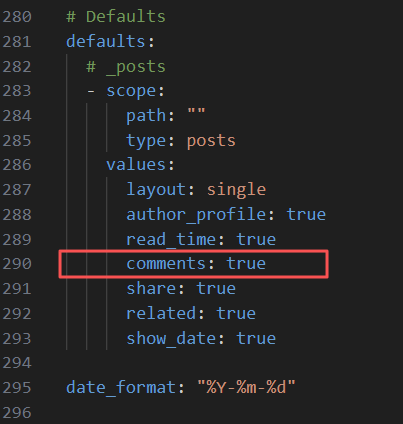 280 # Defaults
281 defaults:
282   # _posts
283   - scope:
284       path: ""
285       type: posts
286     values:
287       layout: single
288       author_profile: true
289       read_time: true
290       comments: true
291       share: true
292       related: true
293       show_date: true
294
295 date_format: "%Y-%m-%d"
296